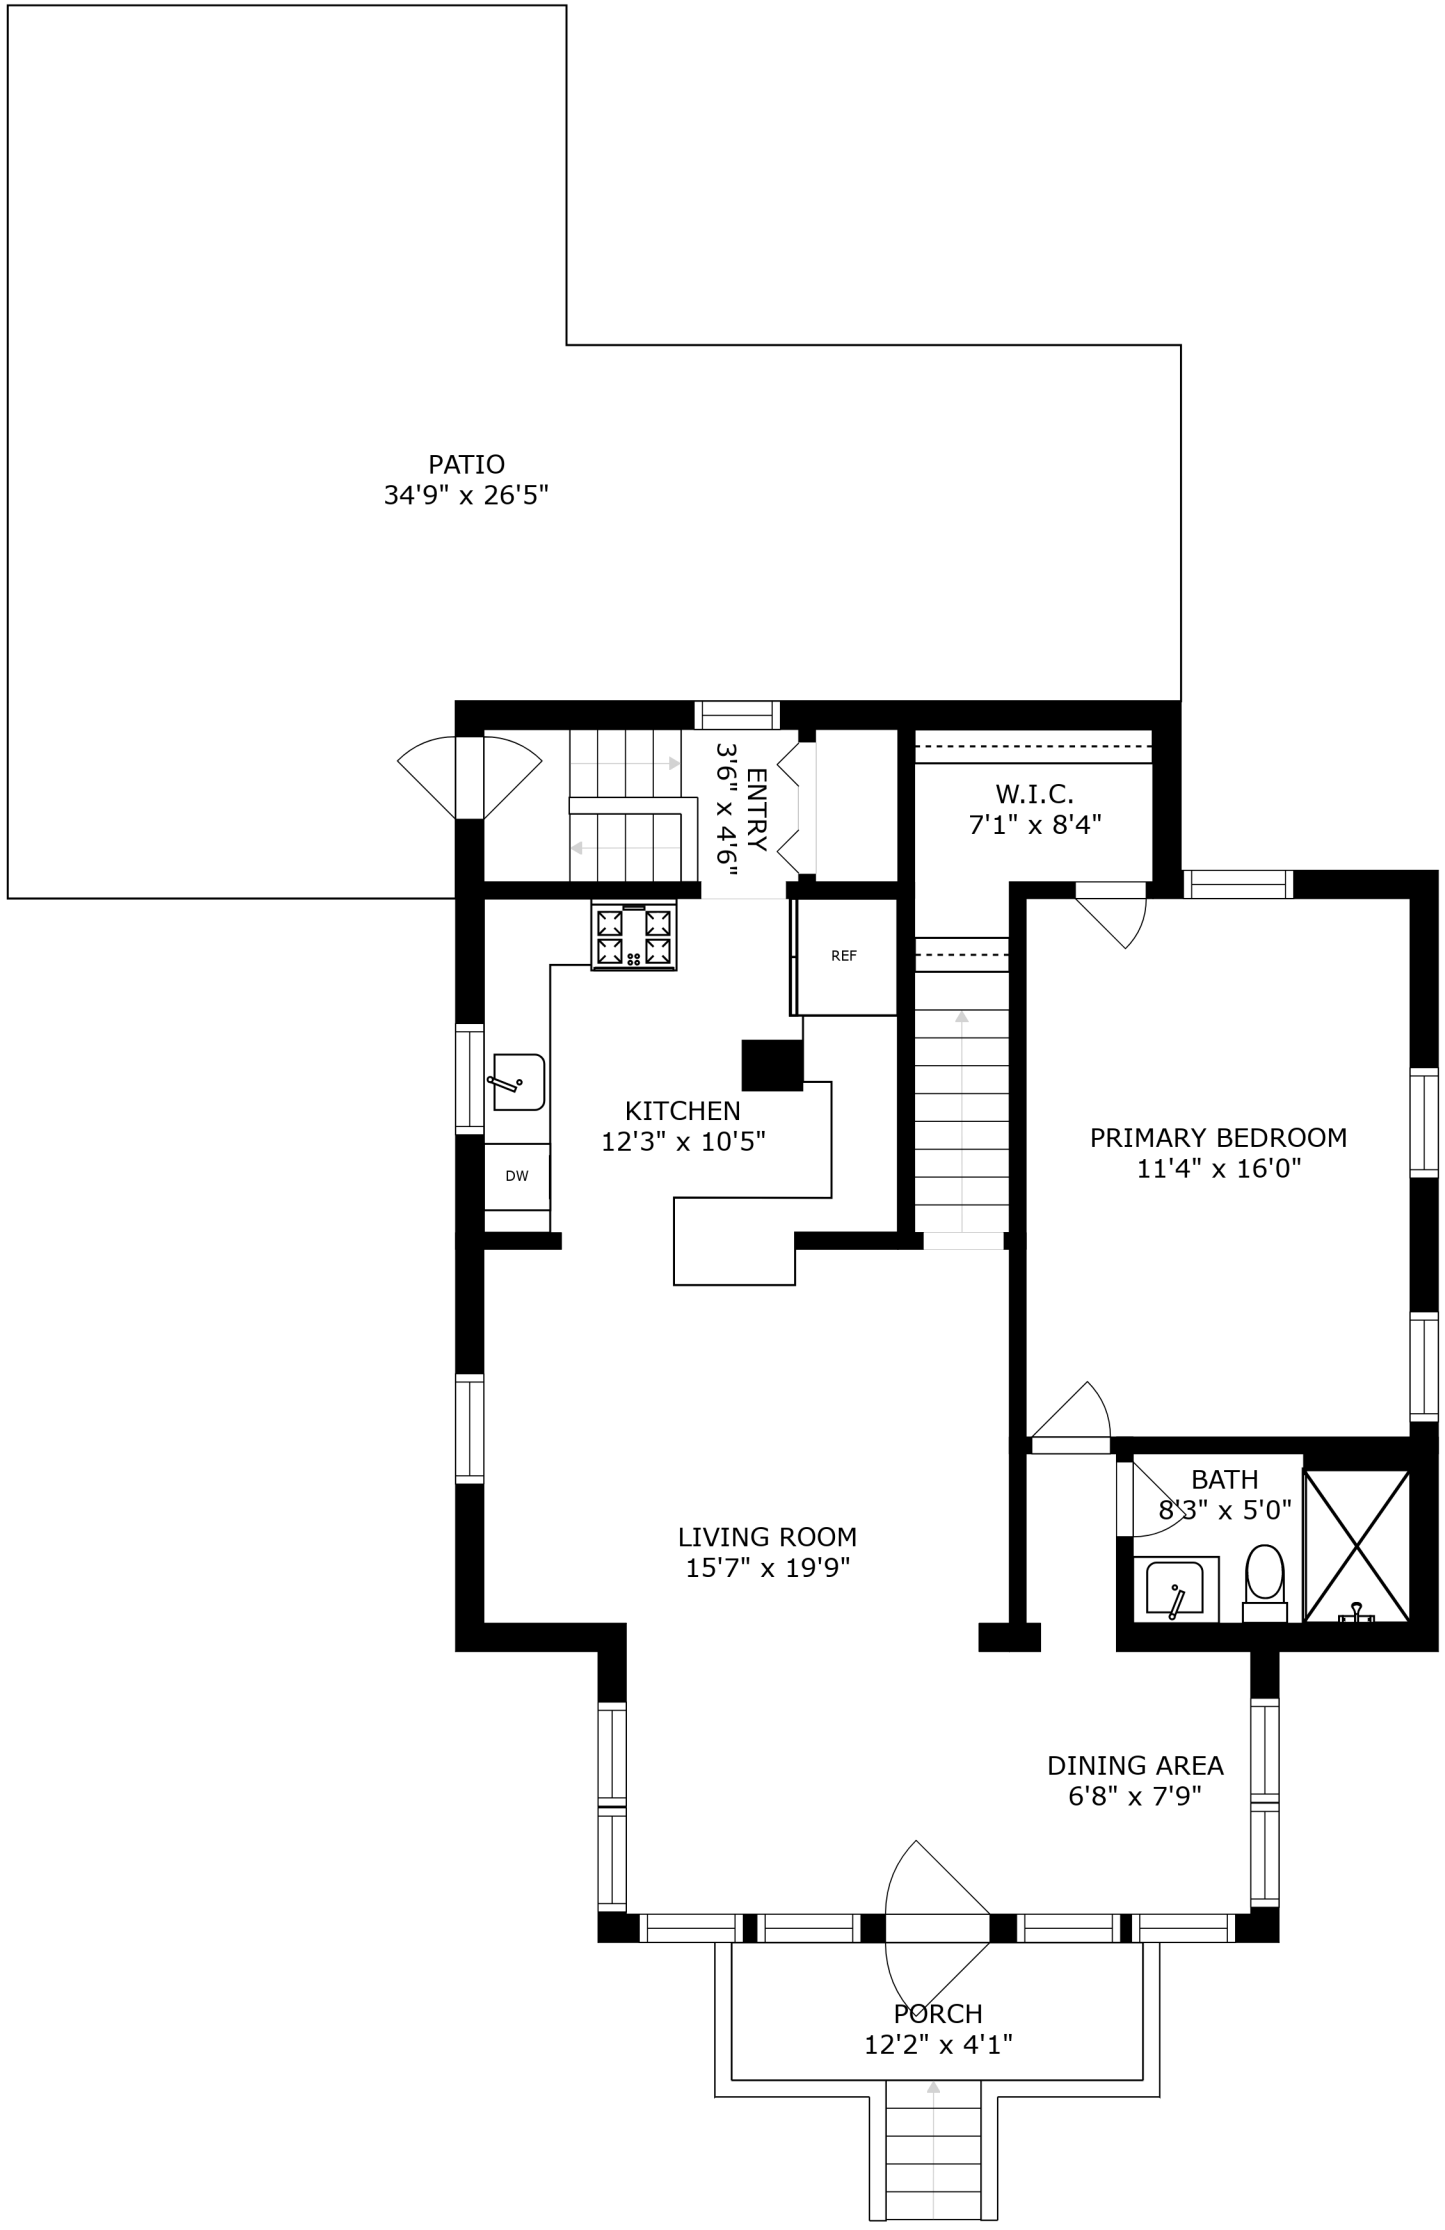 PATIO
34'9" x 26'5"
ENTRY
3'6" x 4'6"
W.I.C.
7'1" x 8'4"
REF
KITCHEN
12'3" x 10'5"
DW
PRIMARY BEDROOM
11'4" x 16'0"
BATH
8'3" x 5'0"
LIVING ROOM
15'7" x 19'9"
DINING AREA
6'8" x 7'9"
PORCH
12'2" x 4'1"